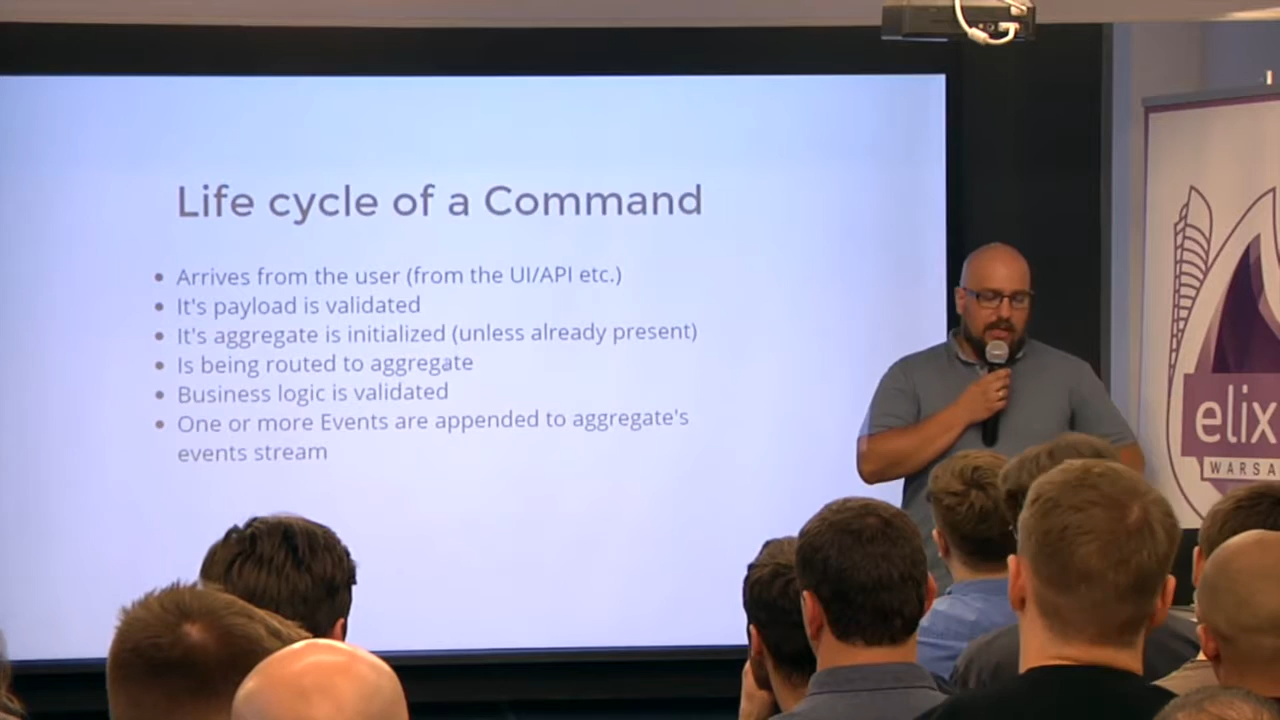 Life cycle of a Command
• Arrives from the user (from the UI/API etc.)
• It's payload is validated
• It's aggregate is initialized (unless already present)
• Is being routed to aggregate
• Business logic is validated
• One or more Events are appended to aggregate's
events stream
elix
WARSA